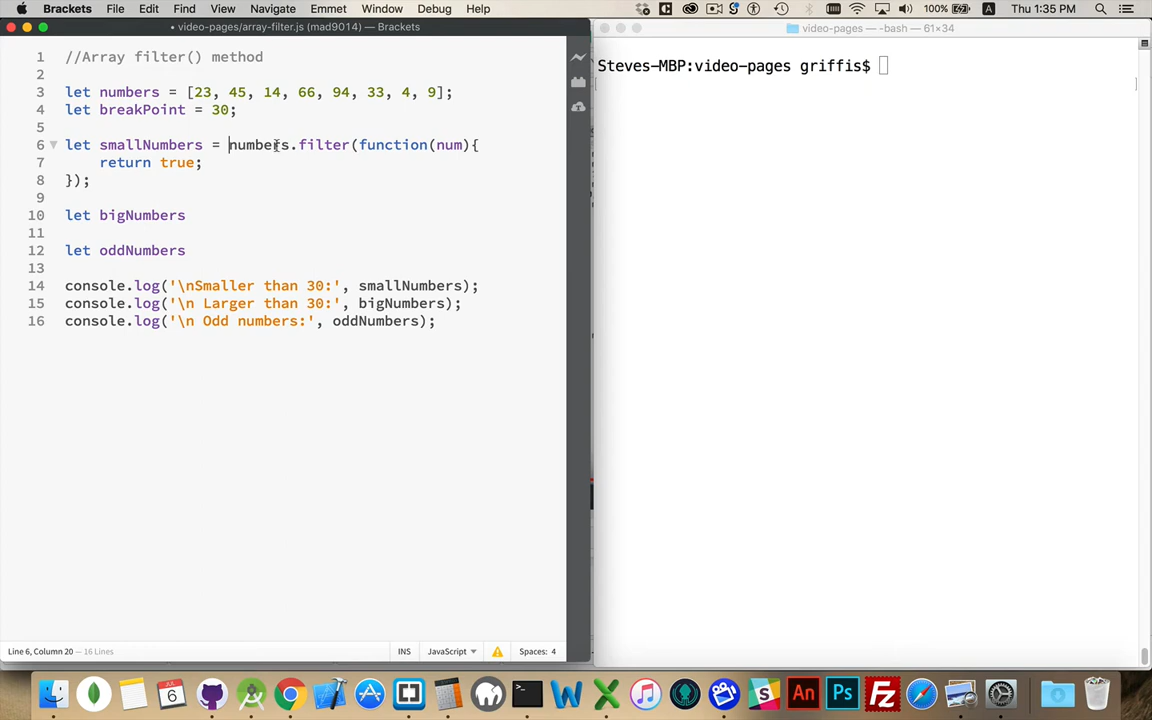 Brackets File Edit Find View Navigate Emmet Window Debug Help 100% A Thu 1:35 PM
• video-pages/array-filter.js (mad9014) — Brackets
video-pages — -bash — 61×34
1 //Array filter() method
2
3 let numbers = [23, 45, 14, 66, 94, 33, 4, 9];
4 let breakPoint = 30;
5
6 let smallNumbers = numbers.filter(function(num){
7 return true;
8 });
9
10 let bigNumbers
11
12 let oddNumbers
13
14 console.log('\nSmaller than 30:', smallNumbers);
15 console.log('\n Larger than 30:', bigNumbers);
16 console.log('\n Odd numbers:', oddNumbers);
Steves-MBP:video-pages griffis$
Line 6, Column 20 — 16 Lines INS JavaScript Spaces: 4
6 W X S An Ps Fz